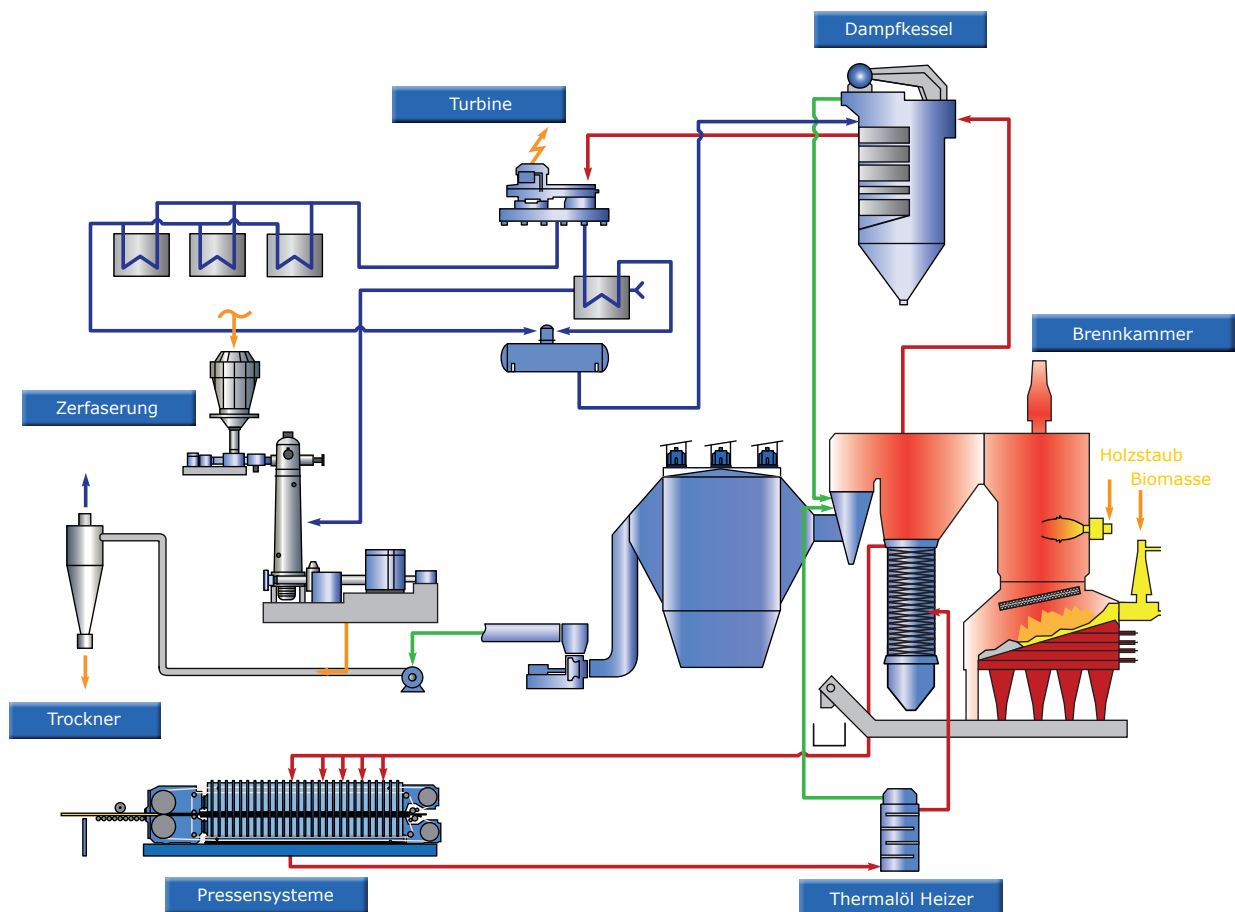 Dampfkessel
Turbine
Brennkammer
Zerfaserung
Holzstaub
Biomasse
Trockner
Pressensysteme
Thermalöl Heizer